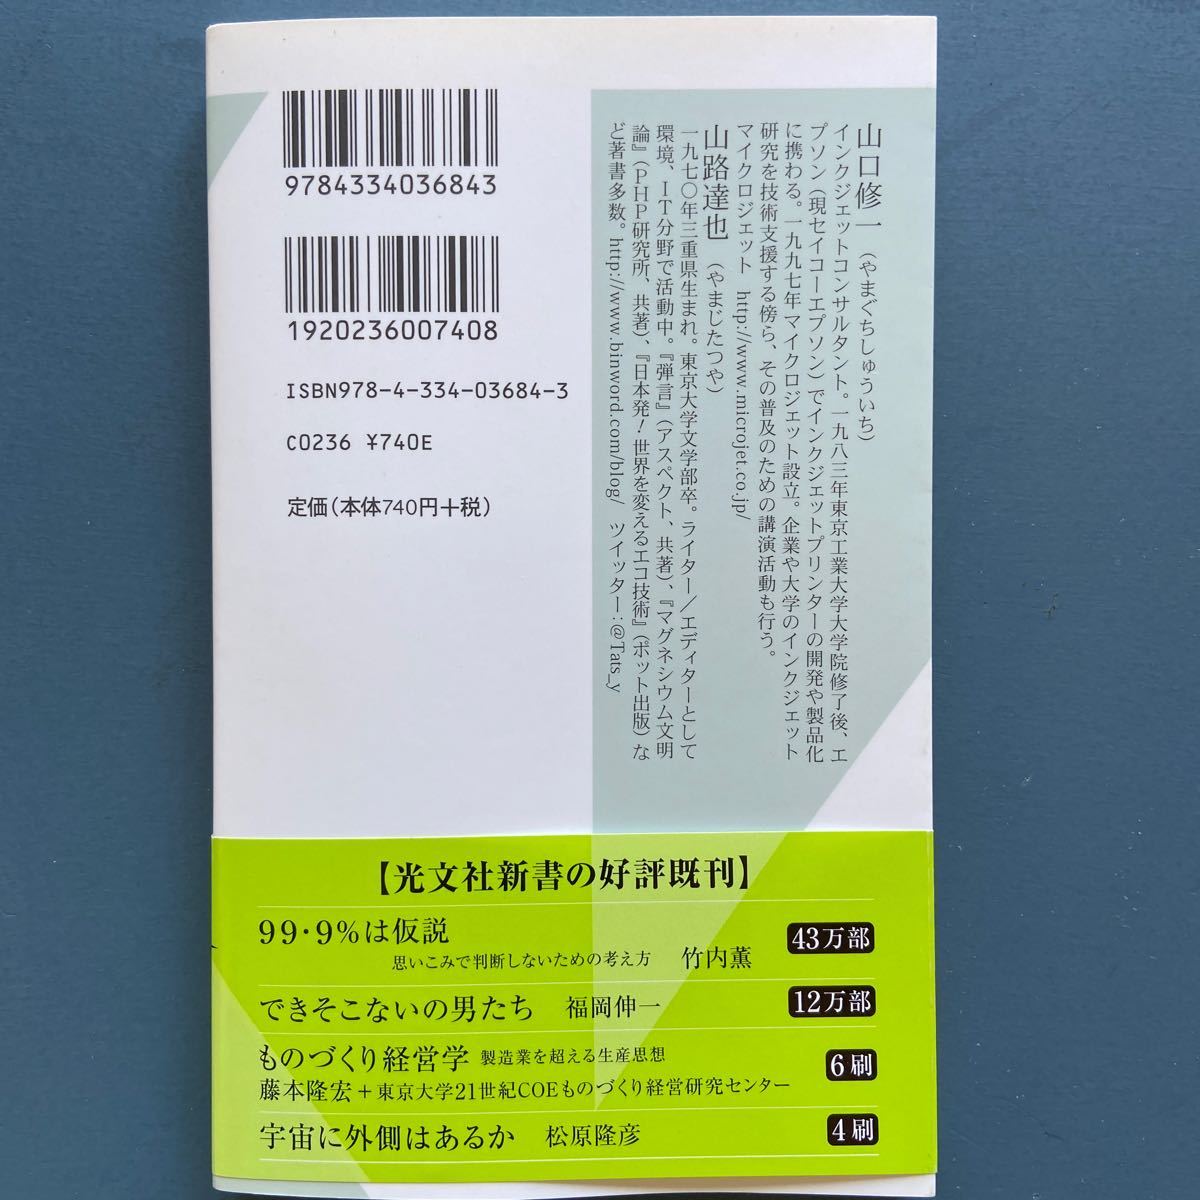 9784334036843
1920236007408
ISBN978-4-334-03684-3
C0236 ¥740E
定価(本体740円+税)
山口修一(やまぐちしゅういち)
インクジェットコンサルタント。一九八三年東京工業大学大学院修了後、エ
プソン(現セイコーエプソン)でインクジェットプリンターの開発や製品化
に携わる。一九九七年マイクロジェット設立。企業や大学のインクジェット
研究を技術支援する傍ら、その普及のための講演活動も行う。
マイクロジェット http://www.microjet.co.jp/
山路達也(やまじたつや)
一九七〇年三重県生まれ。東京大学文学部卒。ライター/エディターとして
環境、IT分野で活動中。『弾言』(アスペクト、共著)、『マグネシウム文明
論』(PHP研究所、共著)、『日本発!世界を変えるエコ技術』(ポット出版)な
ど著書多数。http://www.binword.com/blog/ ツイッター:@Tats_y
【光文社新書の好評既刊】
99・9%は仮説
思いこみで判断しないための考え方 竹内薫 43万部
できそこないの男たち 福岡伸一 12万部
ものづくり経営学 製造業を超える生産思想
藤本隆宏+東京大学21世紀COEものづくり経営研究センター 6刷
宇宙に外側はあるか 松原隆彦 4刷